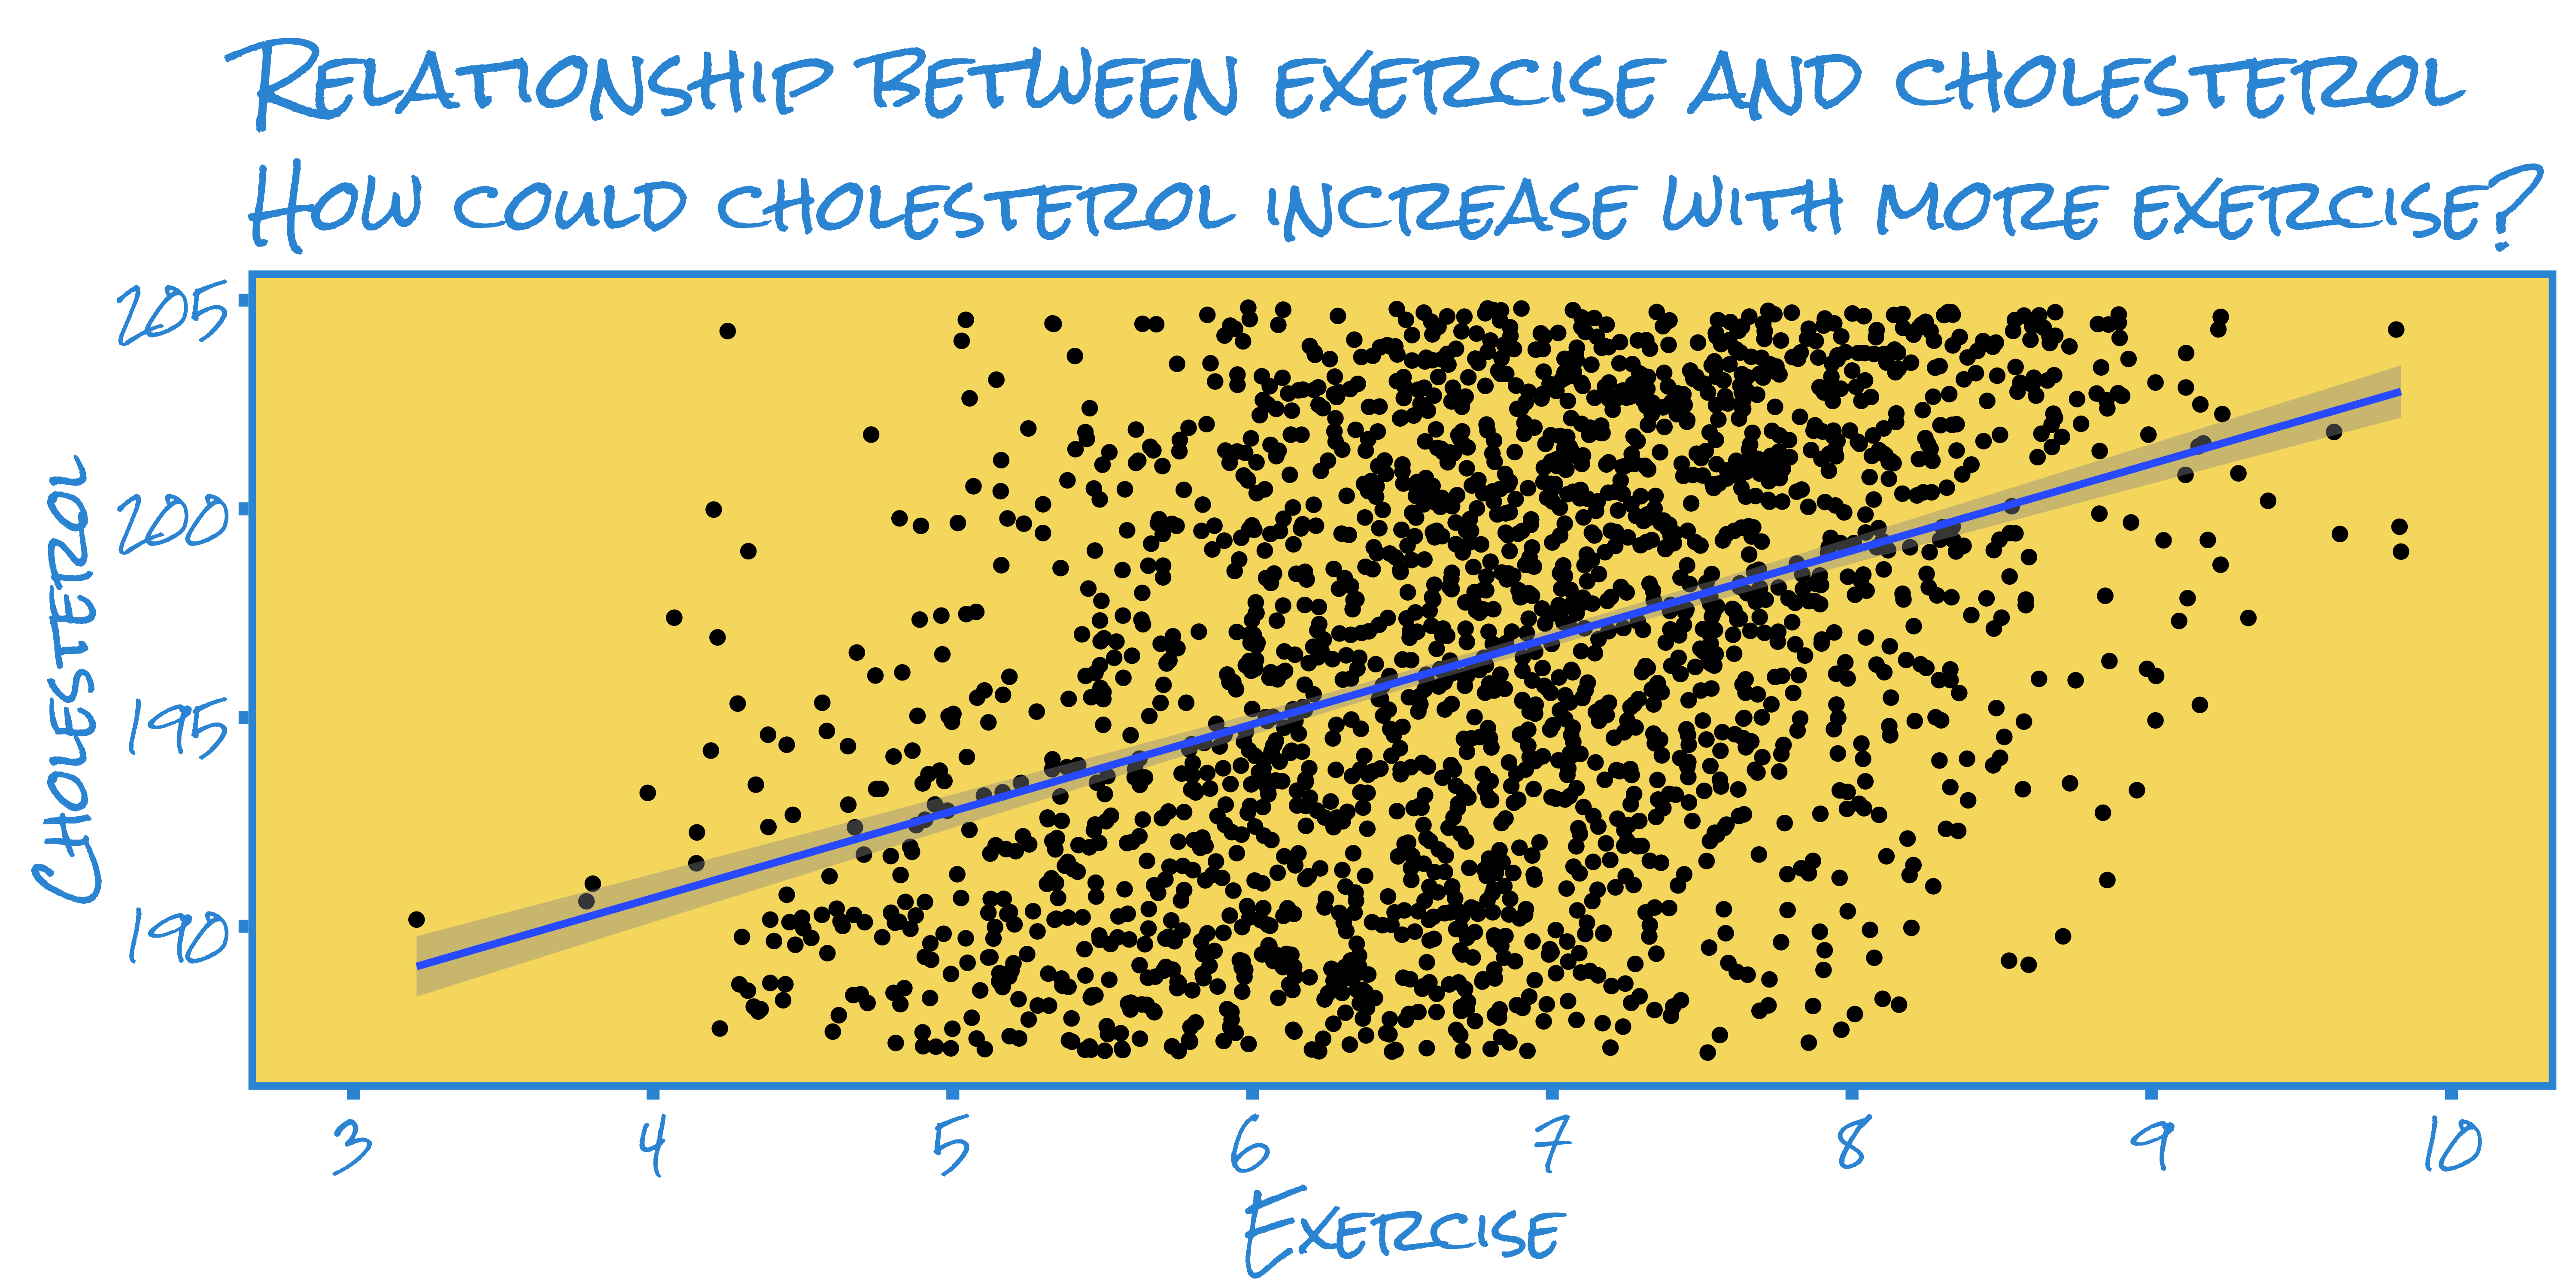 Relationship between exercise and cholesterol
How could cholesterol increase with more exercise?
205
200
195
190
Cholesterol
3 4 5 6 7 8 9 10
Exercise